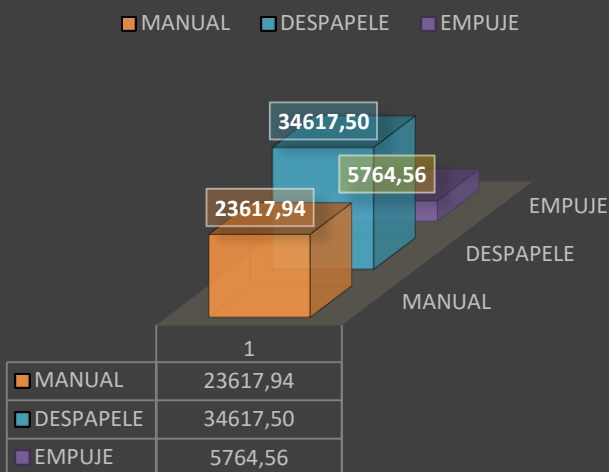 MANUAL DESPAPELE EMPUJE
34617,50
5764,56
23617,94
EMPUJE
DESPAPELE
MANUAL
1
MANUAL 23617,94
DESPAPELE 34617,50
EMPUJE 5764,56